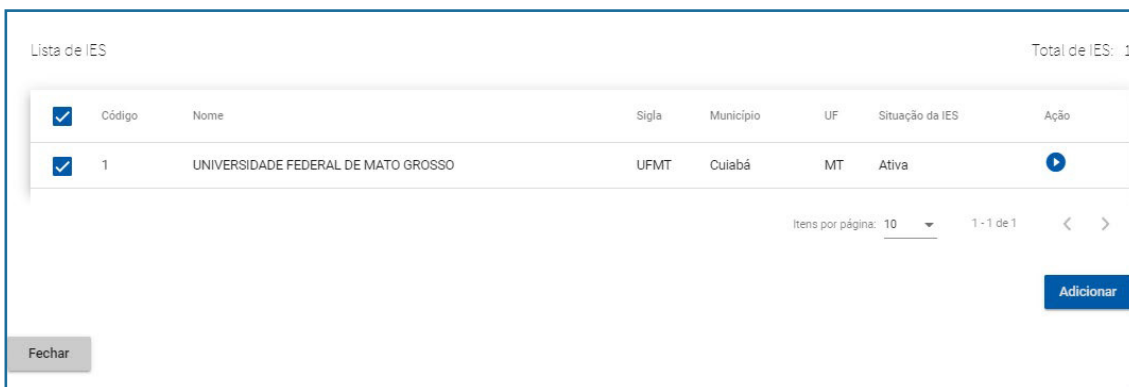 Lista de IES Total de IES: 1
Código Nome Sigla Município UF Situação da IES Ação
1 UNIVERSIDADE FEDERAL DE MATO GROSSO UFMT Cuiabá MT Ativa
Itens por página: 10 1 - 1 de 1
Adicionar
Fechar